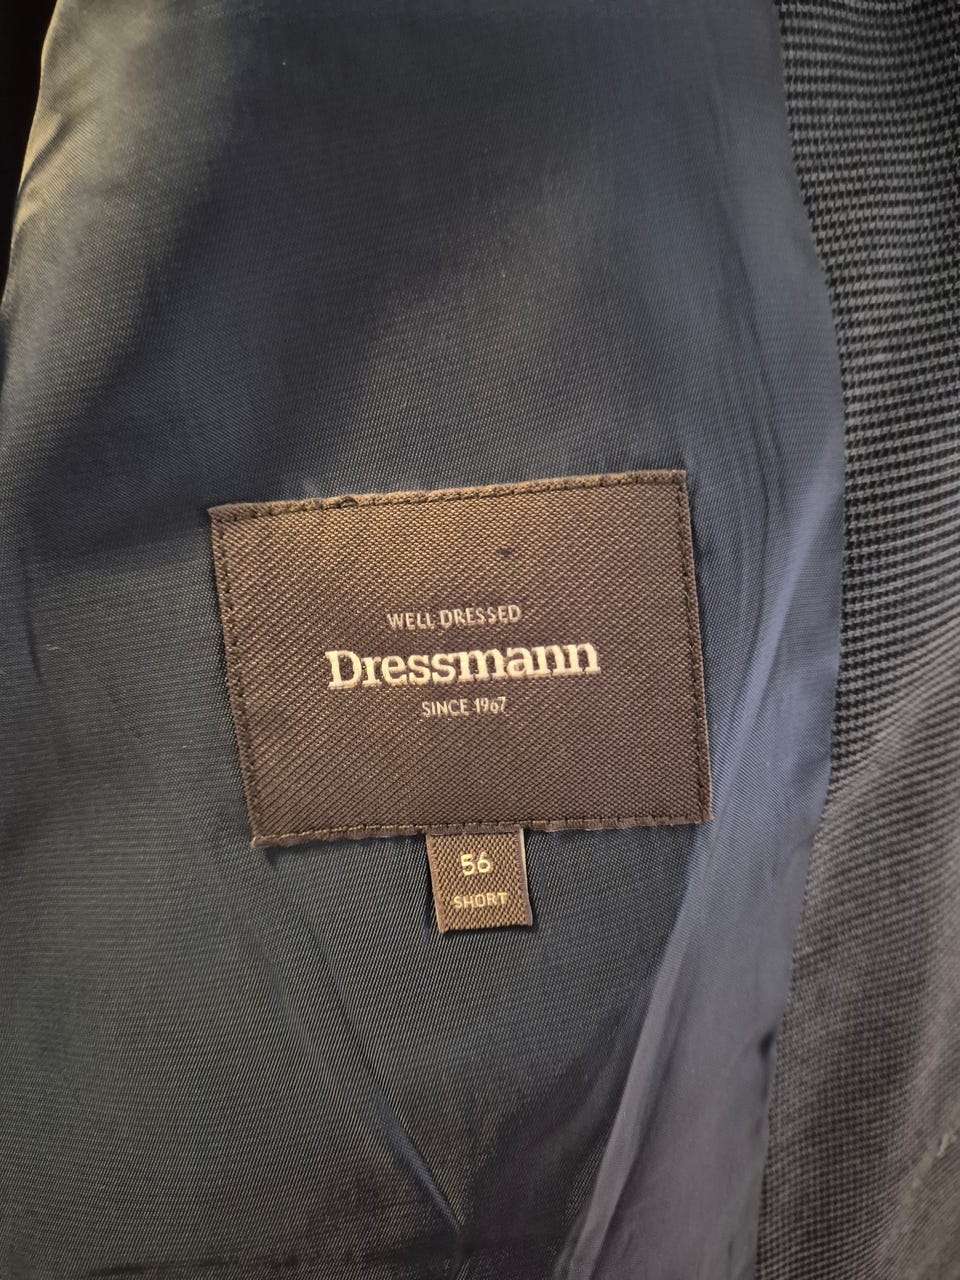 WELL DRESSED
Dressmann
SINCE 1967
56
SHORT